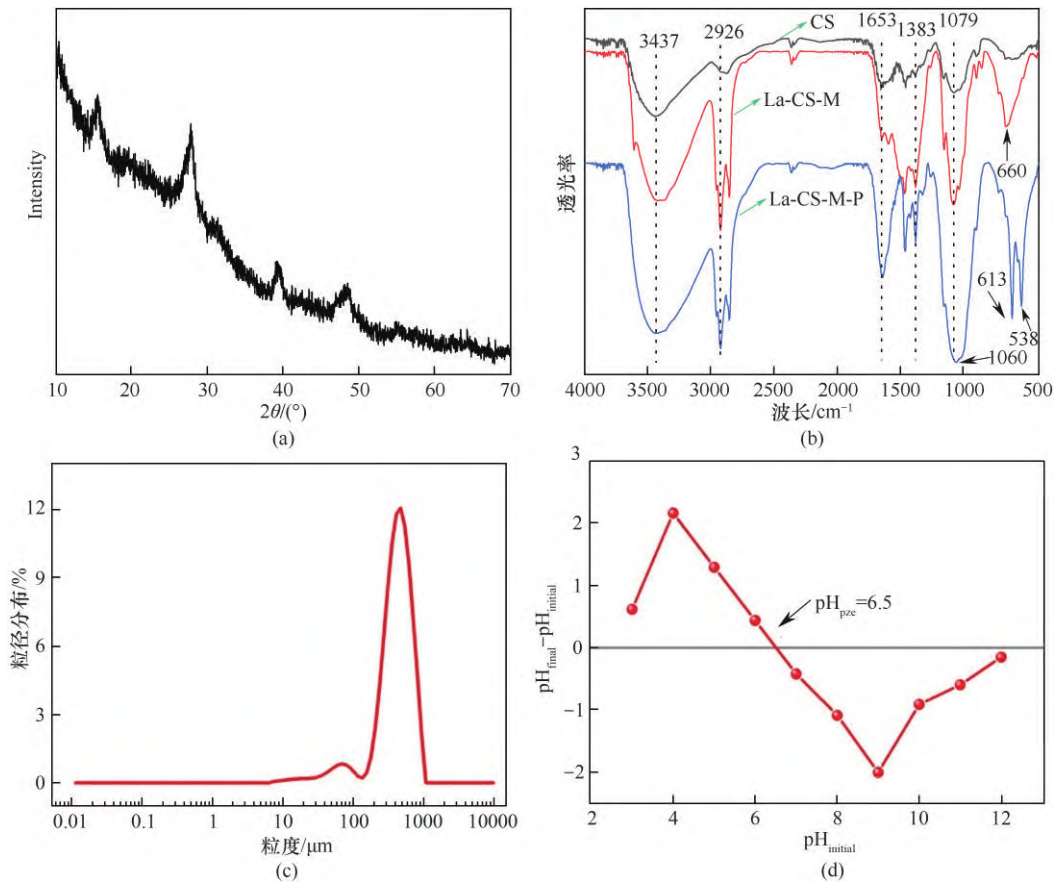 (a)
Intensity
10
20
30
40
50
60
70
2θ/(°)
(a)
(b)
3437
2926
1653
1383
1079
CS
La-CS-M
La-CS-M-P
660
613
538
1060
透光率
4000
3500
3000
2500
2000
1500
1000
500
波长/cm⁻¹
(b)
12
9
6
3
0
粒径分布/%
0.01
0.1
1
10
100
1000
10000
粒度/μm
(c)
3
2
1
0
−1
−2
pH_final−pH_initial
pH_pze=6.5
2
4
6
8
10
12
pH_initial
(d)